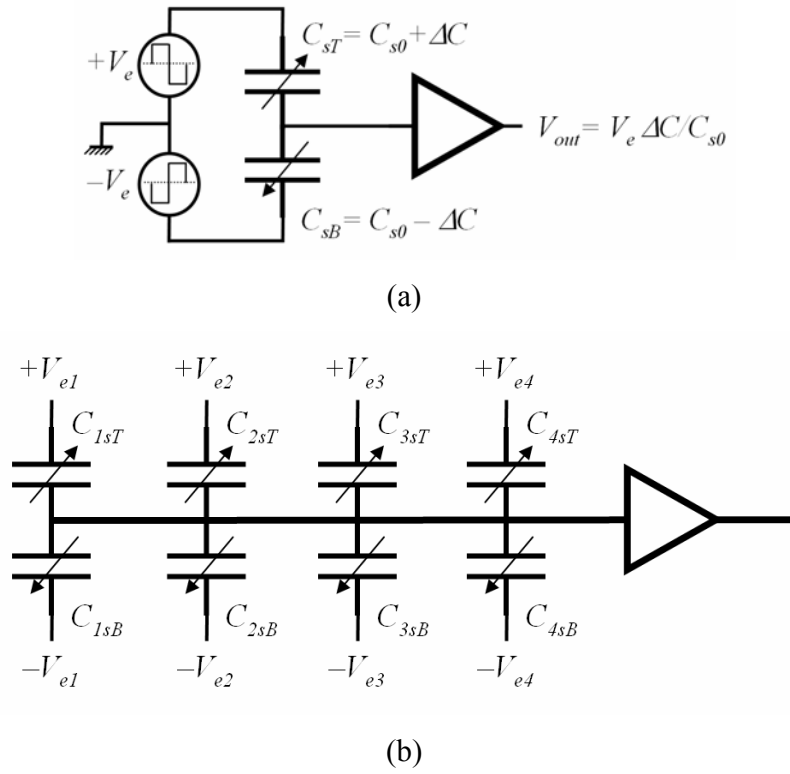 C_sT = C_s0 + ΔC
+V_e
V_out = V_e ΔC/C_s0
–V_e
C_sB = C_s0 – ΔC
(a)
+V_e1 +V_e2 +V_e3 +V_e4
C_1sT C_2sT C_3sT C_4sT
C_1sB C_2sB C_3sB C_4sB
–V_e1 –V_e2 –V_e3 –V_e4
(b)